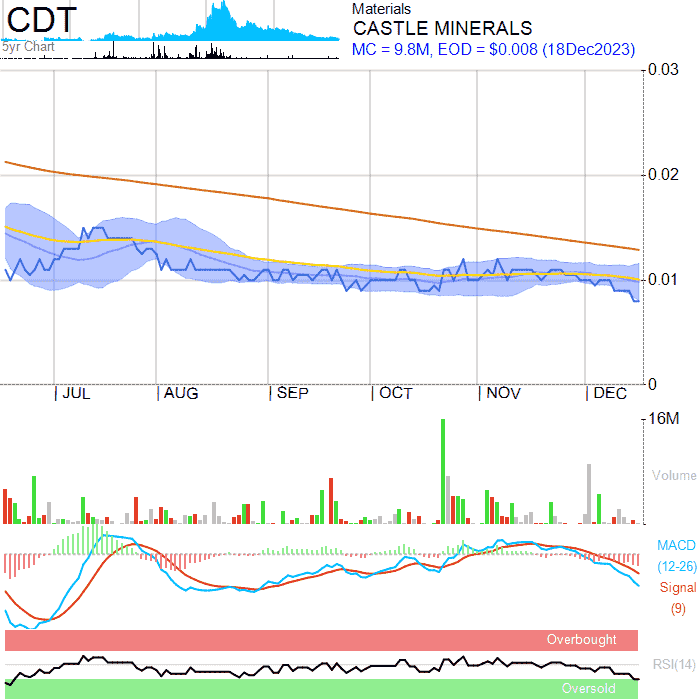 CDT
5yr Chart
Materials
CASTLE MINERALS
MC = 9.8M, EOD = $0.008 (18Dec2023)
0.03
0.02
0.01
0
| JUL | AUG | SEP | OCT | NOV | DEC
16M
Volume
MACD
(12-26)
Signal
(9)
Overbought
RSI(14)
Oversold